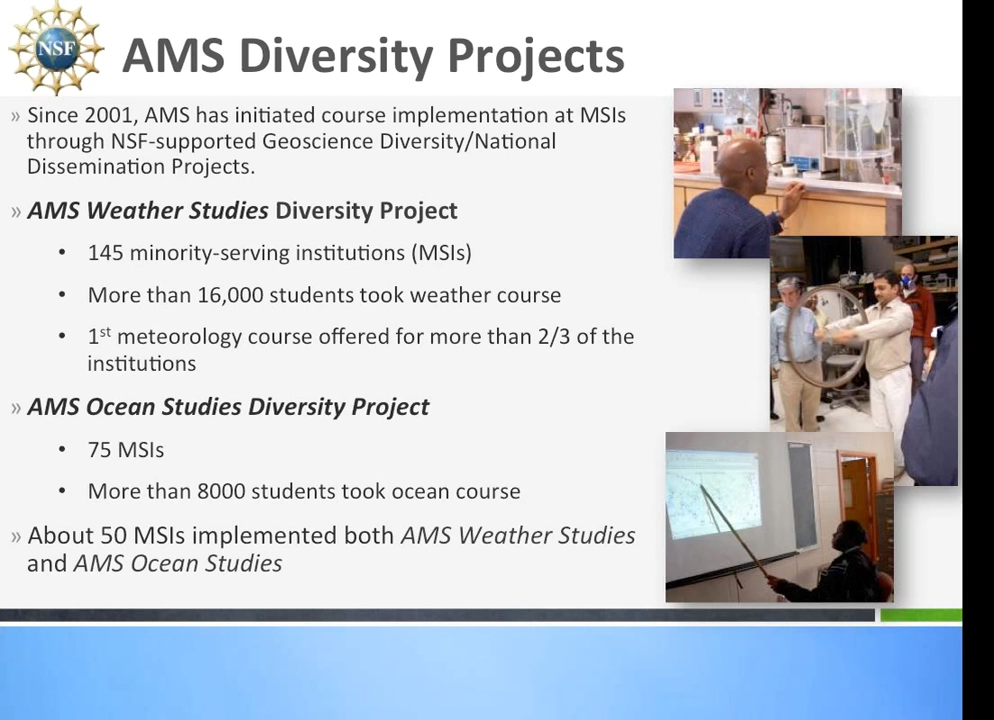 NSF
AMS Diversity Projects
» Since 2001, AMS has initiated course implementation at MSIs
through NSF-supported Geoscience Diversity/National
Dissemination Projects.
» AMS Weather Studies Diversity Project
• 145 minority-serving institutions (MSIs)
• More than 16,000 students took weather course
• 1st meteorology course offered for more than 2/3 of the
institutions
» AMS Ocean Studies Diversity Project
• 75 MSIs
• More than 8000 students took ocean course
» About 50 MSIs implemented both AMS Weather Studies
and AMS Ocean Studies